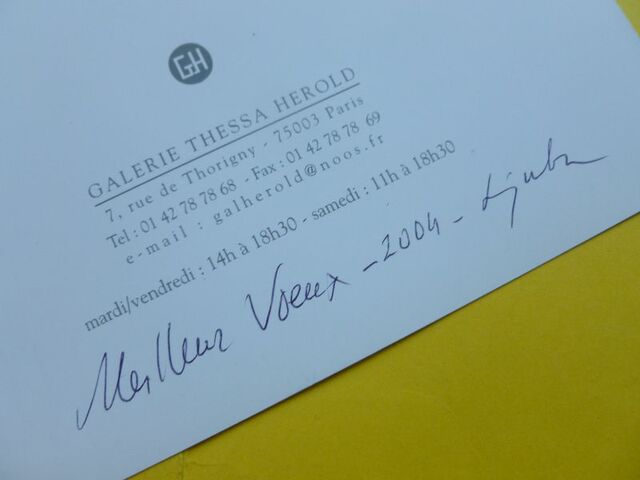 GH
GALERIE THESSA HEROLD
7, rue de Thorigny - 75003 Paris
Tel : 01 42 78 78 68 - Fax : 01 42 78 78 69
e-mail : galherold@noos.fr
mardi/vendredi : 14h à 18h30 - samedi : 11h à 18h30
Meilleur Voeux - 2004 - Ljuba